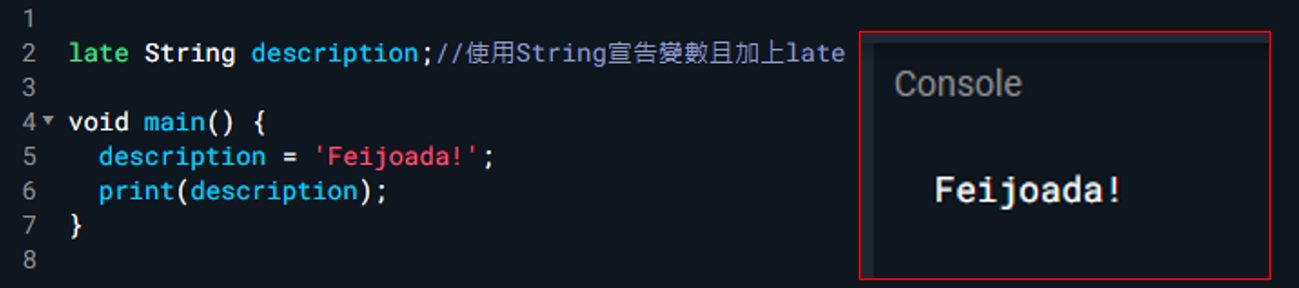 1
2 late String description;//使用String宣告變數且加上late
3
4 void main() {
5   description = 'Feijoada!';
6   print(description);
7 }
8
Console
Feijoada!